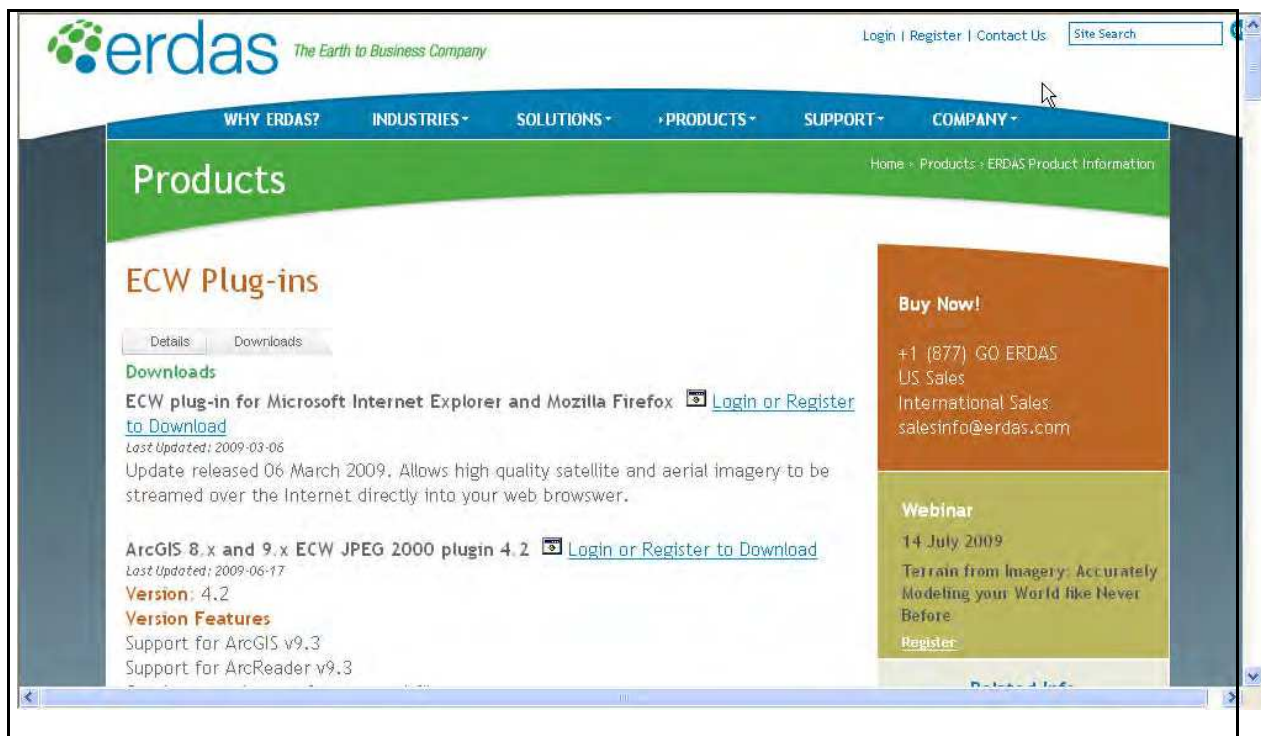 erdas The Earth to Business Company
Login | Register | Contact Us Site Search
WHY ERDAS? INDUSTRIES SOLUTIONS PRODUCTS SUPPORT COMPANY
Products
Home > Products > ERDAS Product Information
ECW Plug-ins
Details Downloads
Downloads
ECW plug-in for Microsoft Internet Explorer and Mozilla Firefox Login or Register
to Download
Last Updated: 2009-03-06
Update released 06 March 2009. Allows high quality satellite and aerial imagery to be
streamed over the Internet directly into your web browswer.
ArcGIS 8.x and 9.x ECW JPEG 2000 plugin 4.2 Login or Register to Download
Last Updated: 2009-06-17
Version: 4.2
Version Features
Support for ArcGIS v9.3
Support for ArcReader v9.3
Buy Now!
+1 (877) GO ERDAS
US Sales
International Sales
salesinfo@erdas.com
Webinar
14 July 2009
Terrain from Imagery: Accurately
Modeling your World like Never
Before
Register
Related Info